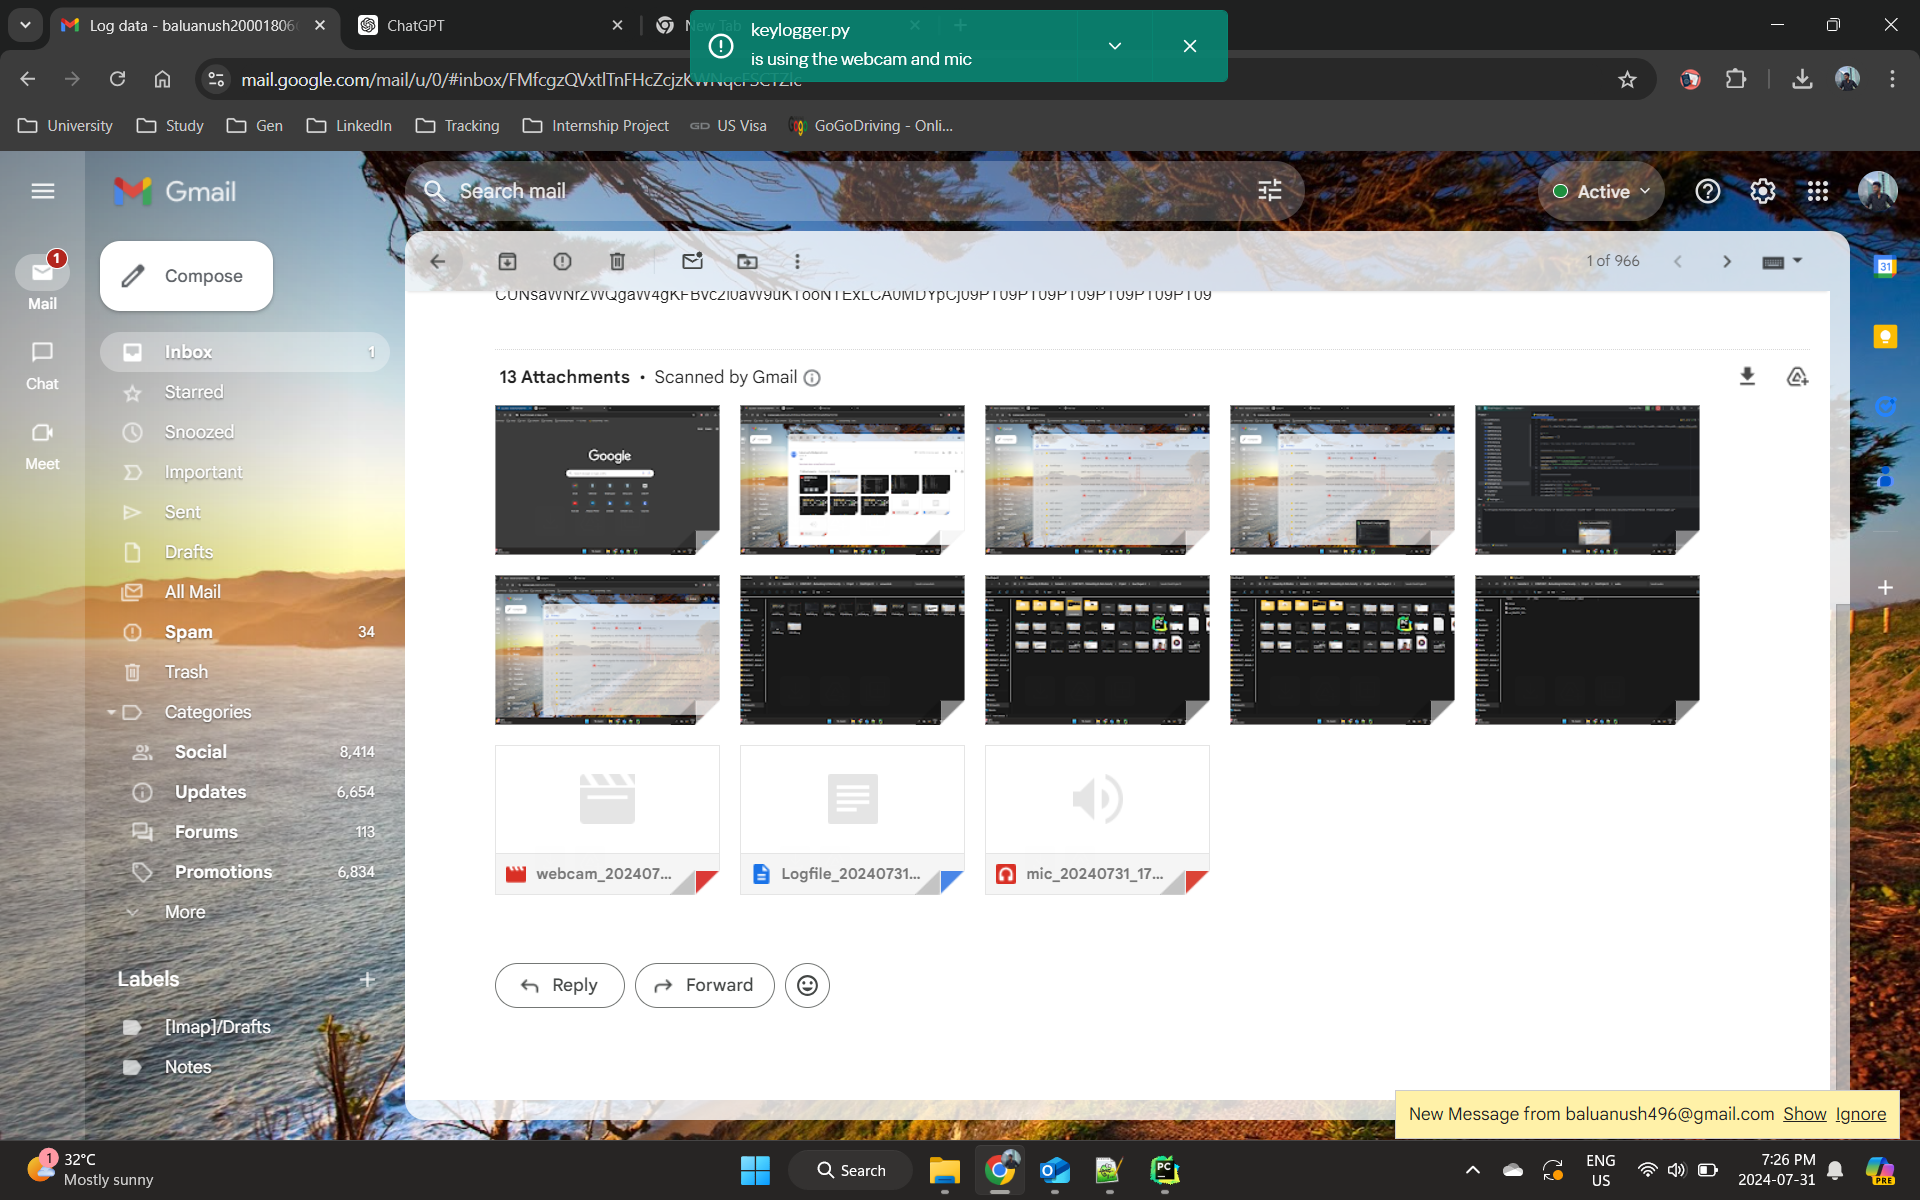 Log data - baluanush20001806
ChatGPT
New Tab
keylogger.py
is using the webcam and mic
mail.google.com/mail/u/0/#inbox/
University
Study
Gen
LinkedIn
Tracking
Internship Project
US Visa
GoGoDriving - Onli...
Gmail
Search mail
Active
1
Mail
Chat
Meet
Compose
Inbox 1
Starred
Snoozed
Important
Sent
Drafts
All Mail
Spam 34
Trash
Categories
Social 8,414
Updates 6,654
Forums 113
Promotions 6,834
More
Labels
[Imap]/Drafts
Notes
1 of 966
31
13 Attachments • Scanned by Gmail
Google
webcam_202407...
Logfile_20240731...
mic_20240731_17...
Reply
Forward
New Message from baluanush496@gmail.com Show Ignore
1
32°C
Mostly sunny
Search
PC
ENG
US
7:26 PM
2024-07-31
PRE